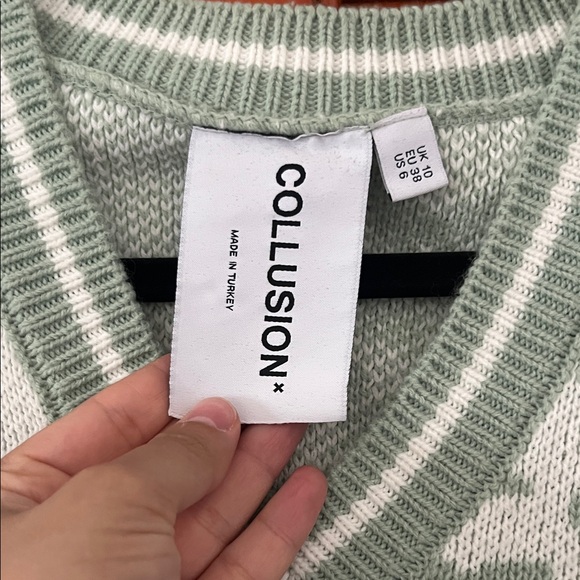 COLLUSION×
MADE IN TURKEY
UK 10
EU 38
US 6